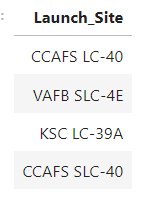 :
Launch_Site
CCAFS LC-40
VAFB SLC-4E
KSC LC-39A
CCAFS SLC-40